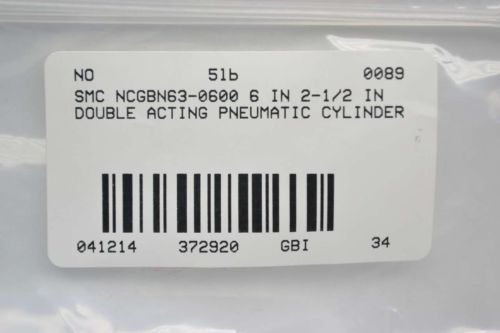 NO 51b 0089
SMC NCGBN63-0600 6 IN 2-1/2 IN
DOUBLE ACTING PNEUMATIC CYLINDER
041214 372920 GBI 34